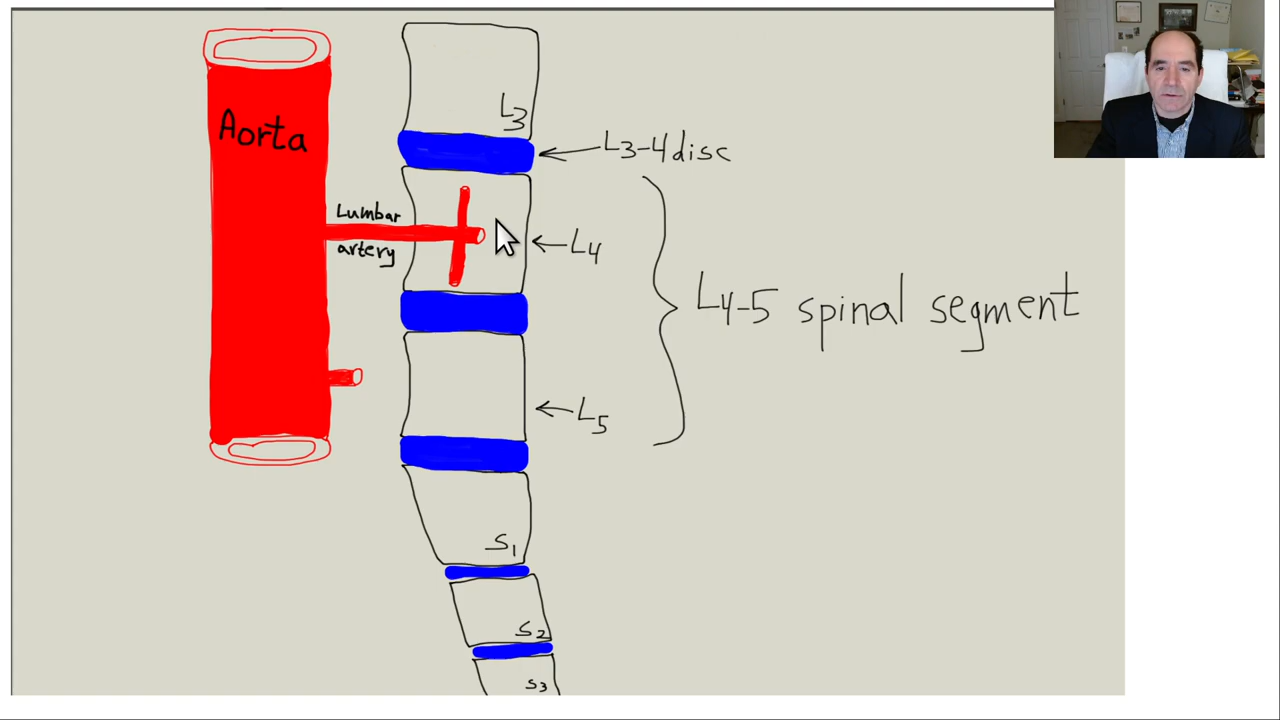 Aorta
L3
L3-4 disc
Lumbar
artery
L4
L4-5 spinal segment
L5
S1
S2
S3